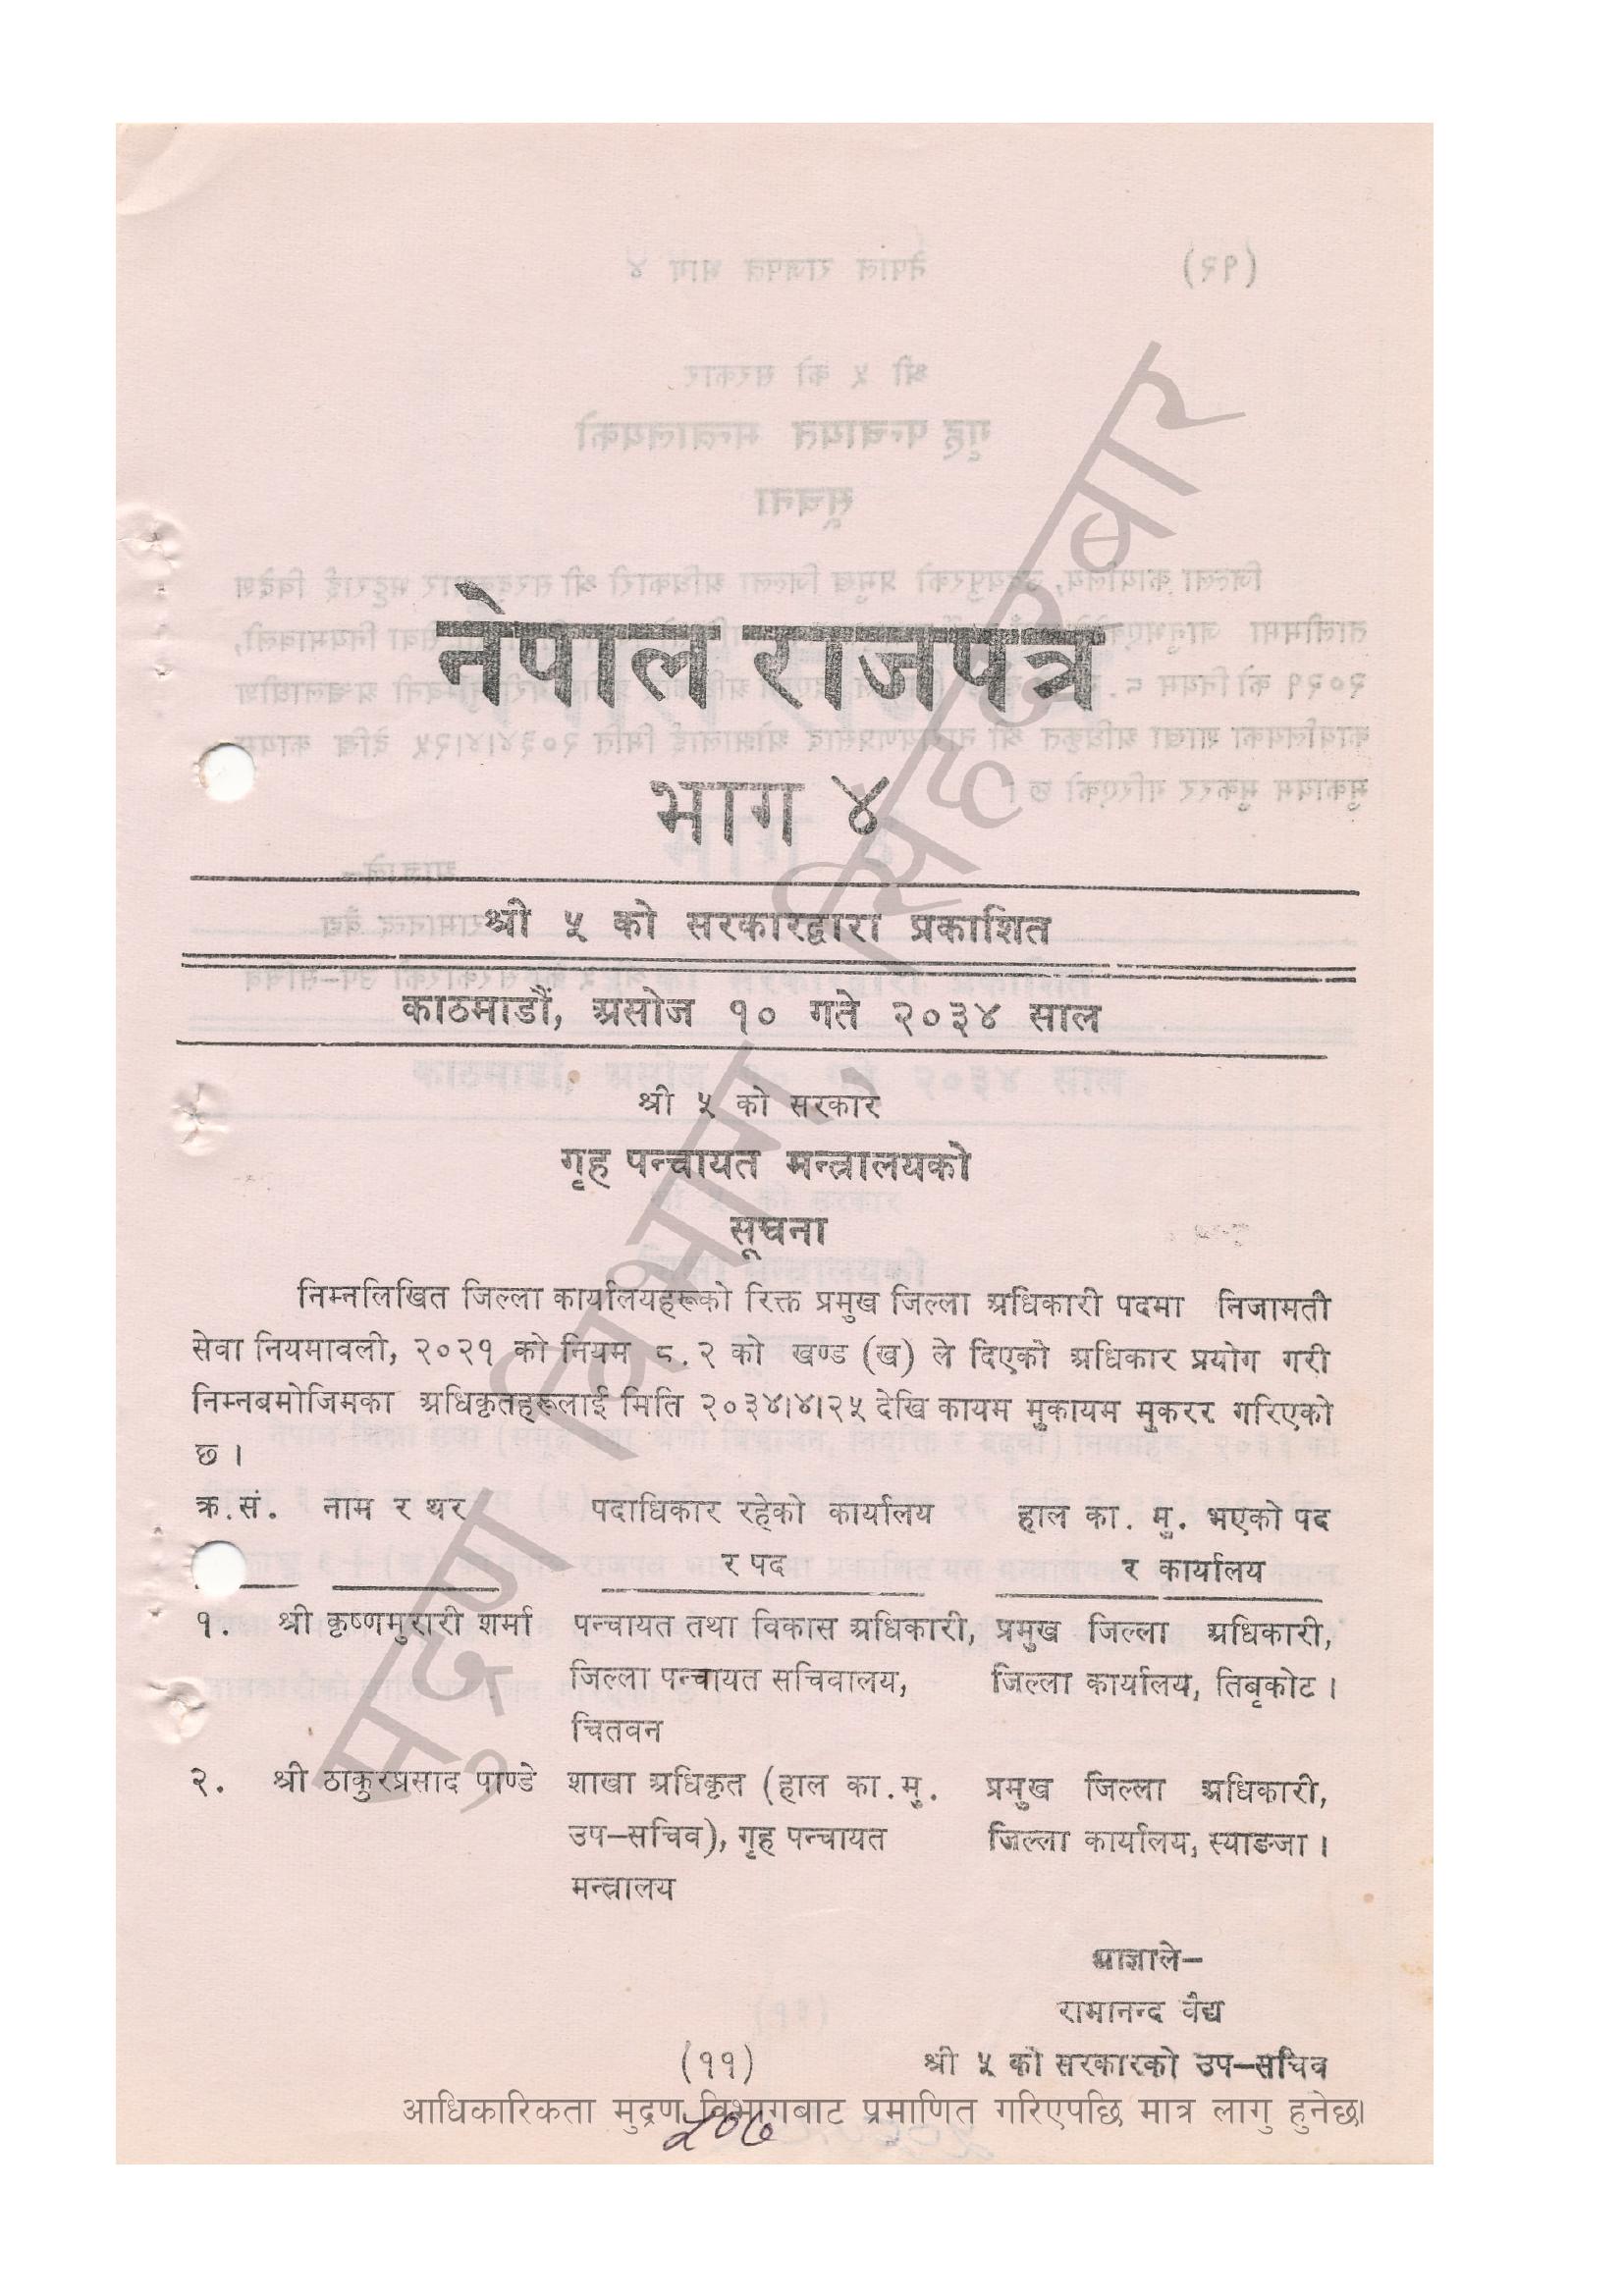 नेपाल राजपत्र
भाग ४
श्री ५ को सरकारद्वारा प्रकाशित
काठमाडौं, असोज १० गते २०३४ साल
श्री ५ को सरकार
गृह पन्चायत मन्त्रालयको
सूचना
निम्नलिखित जिल्ला कार्यालयहरूको रिक्त प्रमुख जिल्ला अधिकारी पदमा निजामती
सेवा नियमावली, २०२१ को नियम ८.२ को खण्ड (ख) ले दिएको अधिकार प्रयोग गरी
निम्नबमोजिमका अधिकृतहरूलाई मिति २०३४।४।२५ देखि कायम मुकायम मुकरर गरिएको
छ ।
क्र.सं. नाम र थर पदाधिकार रहेको कार्यालय हाल का. मु. भएको पद
र पद र कार्यालय
१. श्री कृष्णमुरारी शर्मा पन्चायत तथा विकास अधिकारी, प्रमुख जिल्ला अधिकारी,
जिल्ला पन्चायत सचिवालय, जिल्ला कार्यालय, तिबृकोट ।
चितवन
२. श्री ठाकुरप्रसाद पाण्डे शाखा अधिकृत (हाल का.मु. प्रमुख जिल्ला अधिकारी,
उप-सचिव), गृह पन्चायत जिल्ला कार्यालय, स्याङजा ।
मन्त्रालय
आज्ञाले-
रामानन्द वैद्य
(११) श्री ५ को सरकारको उप-सचिव
आधिकारिकता मुद्रण विभागबाट प्रमाणित गरिएपछि मात्र लागु हुनेछ।
२०७
मुद्रण विभाग, सिंहदरबार